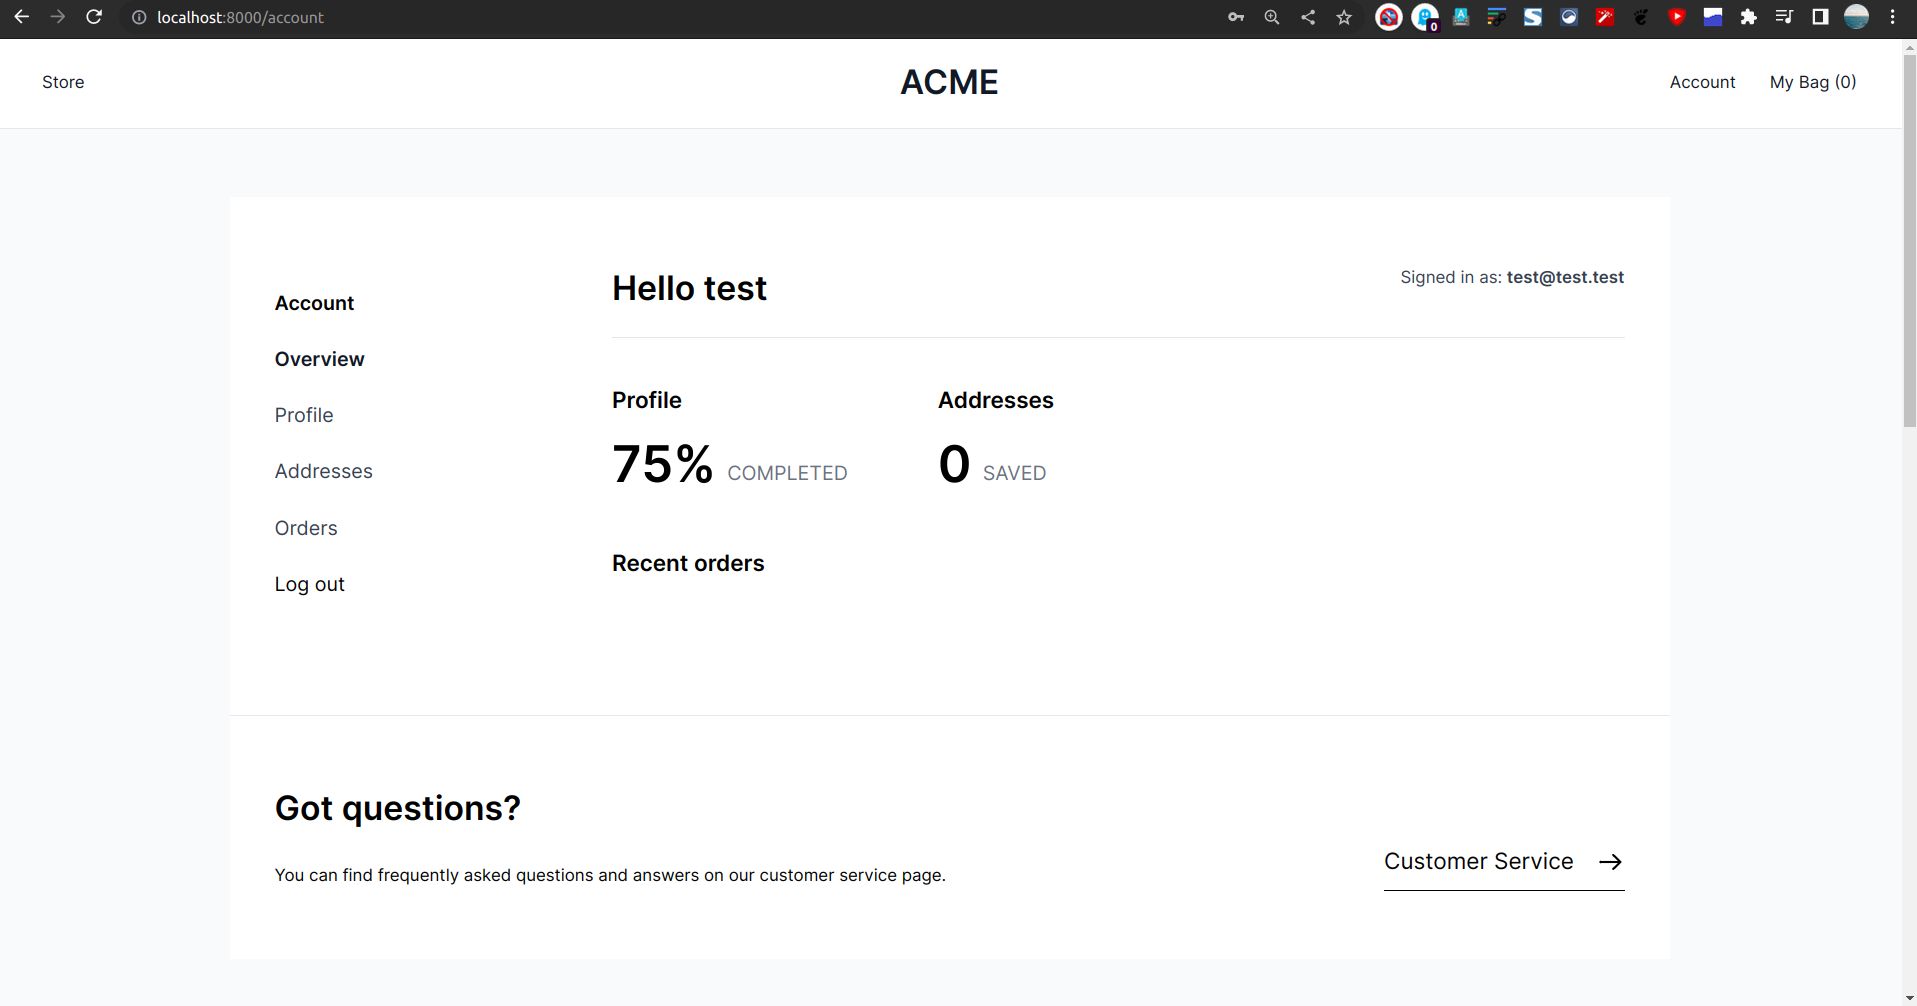 localhost:8000/account
0
Store
ACME
Account
My Bag (0)
Account
Overview
Profile
Addresses
Orders
Log out
Hello test
Signed in as: test@test.test
Profile
75% COMPLETED
Addresses
0 SAVED
Recent orders
Got questions?
You can find frequently asked questions and answers on our customer service page.
Customer Service